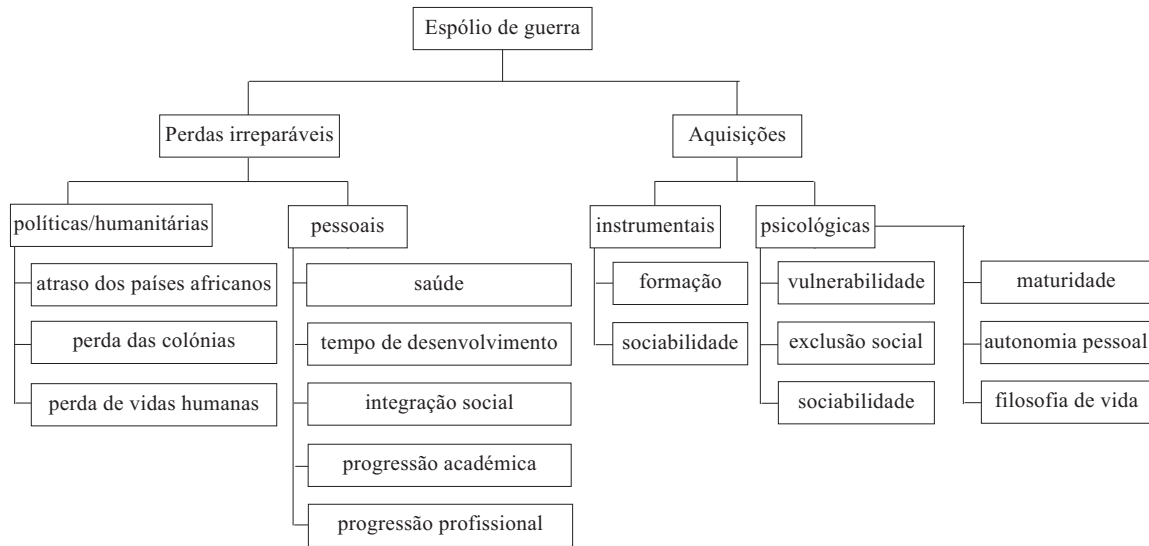 Espólio de guerra
Perdas irreparáveis
Aquisições
políticas/humanitárias
pessoais
instrumentais
psicológicas
atraso dos países africanos
saúde
formação
vulnerabilidade
maturidade
perda das colónias
tempo de desenvolvimento
sociabilidade
exclusão social
autonomia pessoal
perda de vidas humanas
integração social
sociabilidade
filosofia de vida
progressão académica
progressão profissional